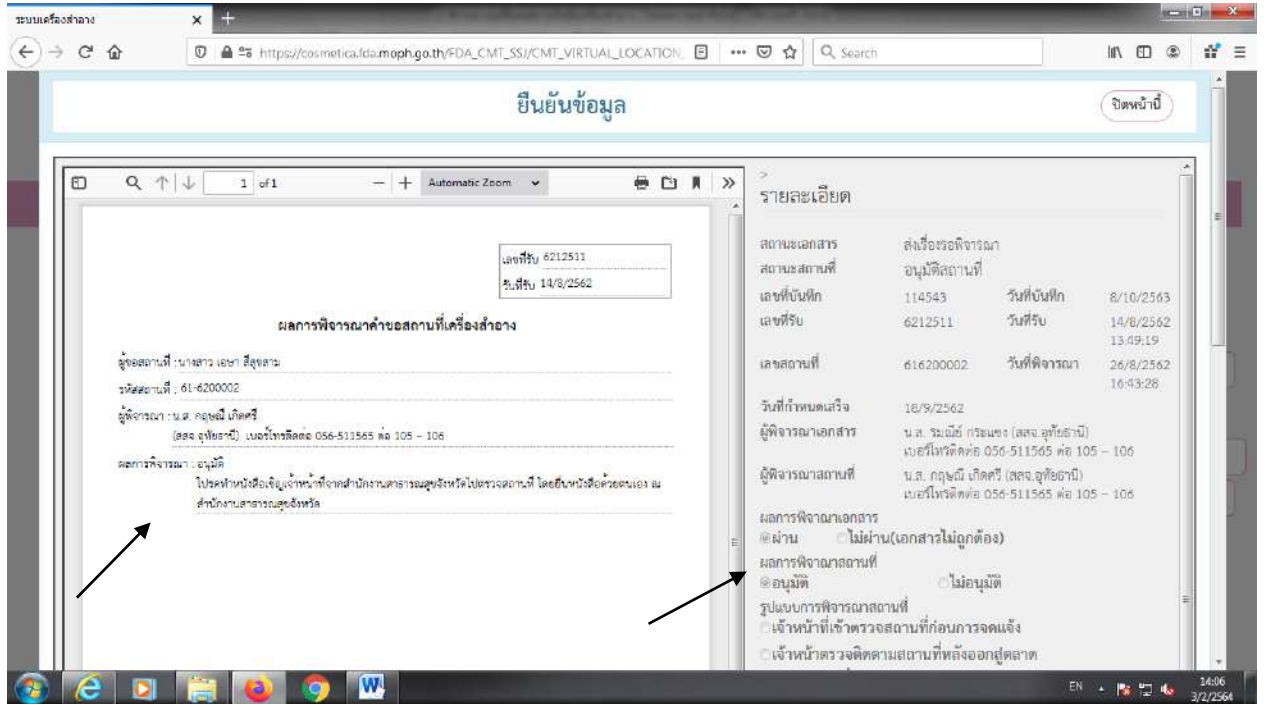 ระบบเครื่องสำอาง
https://cosmetica.fda.moph.go.th/FDA_CMT_SSJ/CMT_VIRTUAL_LOCATION_
Search
ยืนยันข้อมูล
ปิดหน้านี้
1 of 1
Automatic Zoom
เลขที่รับ 6212511
วันที่รับ 14/8/2562
ผลการพิจารณาคำขอสถานที่เครื่องสำอาง
ผู้ขอสถานที่ : นางสาว เอษา สีสุขสาม
รหัสสถานที่ : 61-6200002
ผู้พิจารณา : น.ส. กฤษณี เกิดศรี
(สสจ.อุทัยธานี) เบอร์โทรติดต่อ 056-511565 ต่อ 105 - 106
ผลการพิจารณา : อนุมัติ
โปรดทำหนังสือเชิญเจ้าหน้าที่จากสำนักงานสาธารณสุขจังหวัดไปตรวจสถานที่ โดยยื่นหนังสือด้วยตนเอง ณ
สำนักงานสาธารณสุขจังหวัด
>
รายละเอียด
สถานะเอกสาร ส่งเรื่องรอพิจารณา
สถานะสถานที่ อนุมัติสถานที่
เลขที่บันทึก 114543 วันที่บันทึก 8/10/2563
เลขที่รับ 6212511 วันที่รับ 14/8/2562
13:49:19
เลขสถานที่ 616200002 วันที่พิจารณา 26/8/2562
16:43:28
วันที่กำหนดเสร็จ 18/9/2562
ผู้พิจารณาเอกสาร น.ส. (สสจ.อุทัยธานี)
เบอร์โทรติดต่อ 056-511565 ต่อ 105 - 106
ผู้พิจารณาสถานที่ น.ส. กฤษณี เกิดศรี (สสจ.อุทัยธานี)
เบอร์โทรติดต่อ 056-511565 ต่อ 105 - 106
ผลการพิจาณาเอกสาร
ผ่าน ไม่ผ่าน(เอกสารไม่ถูกต้อง)
ผลการพิจาณาสถานที่
อนุมัติ ไม่อนุมัติ
รูปแบบการพิจารณาสถานที่
เจ้าหน้าที่เข้าตรวจสถานที่ก่อนการจดแจ้ง
เจ้าหน้าตรวจติดตามสถานที่หลังออกสู่ตลาด
EN
14:06
3/2/2564